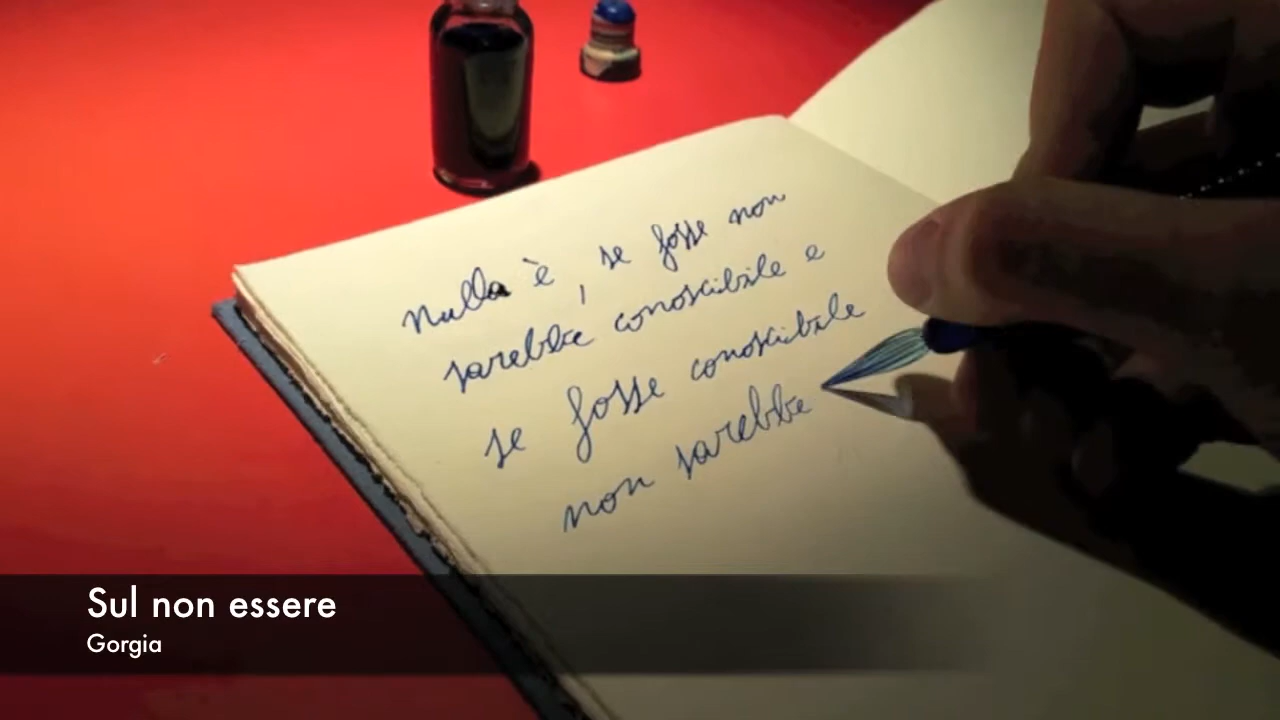 Nulla è, se fosse non
sarebbe conoscibile e
se fosse conoscibile
non sarebbe
Sul non essere
Gorgia